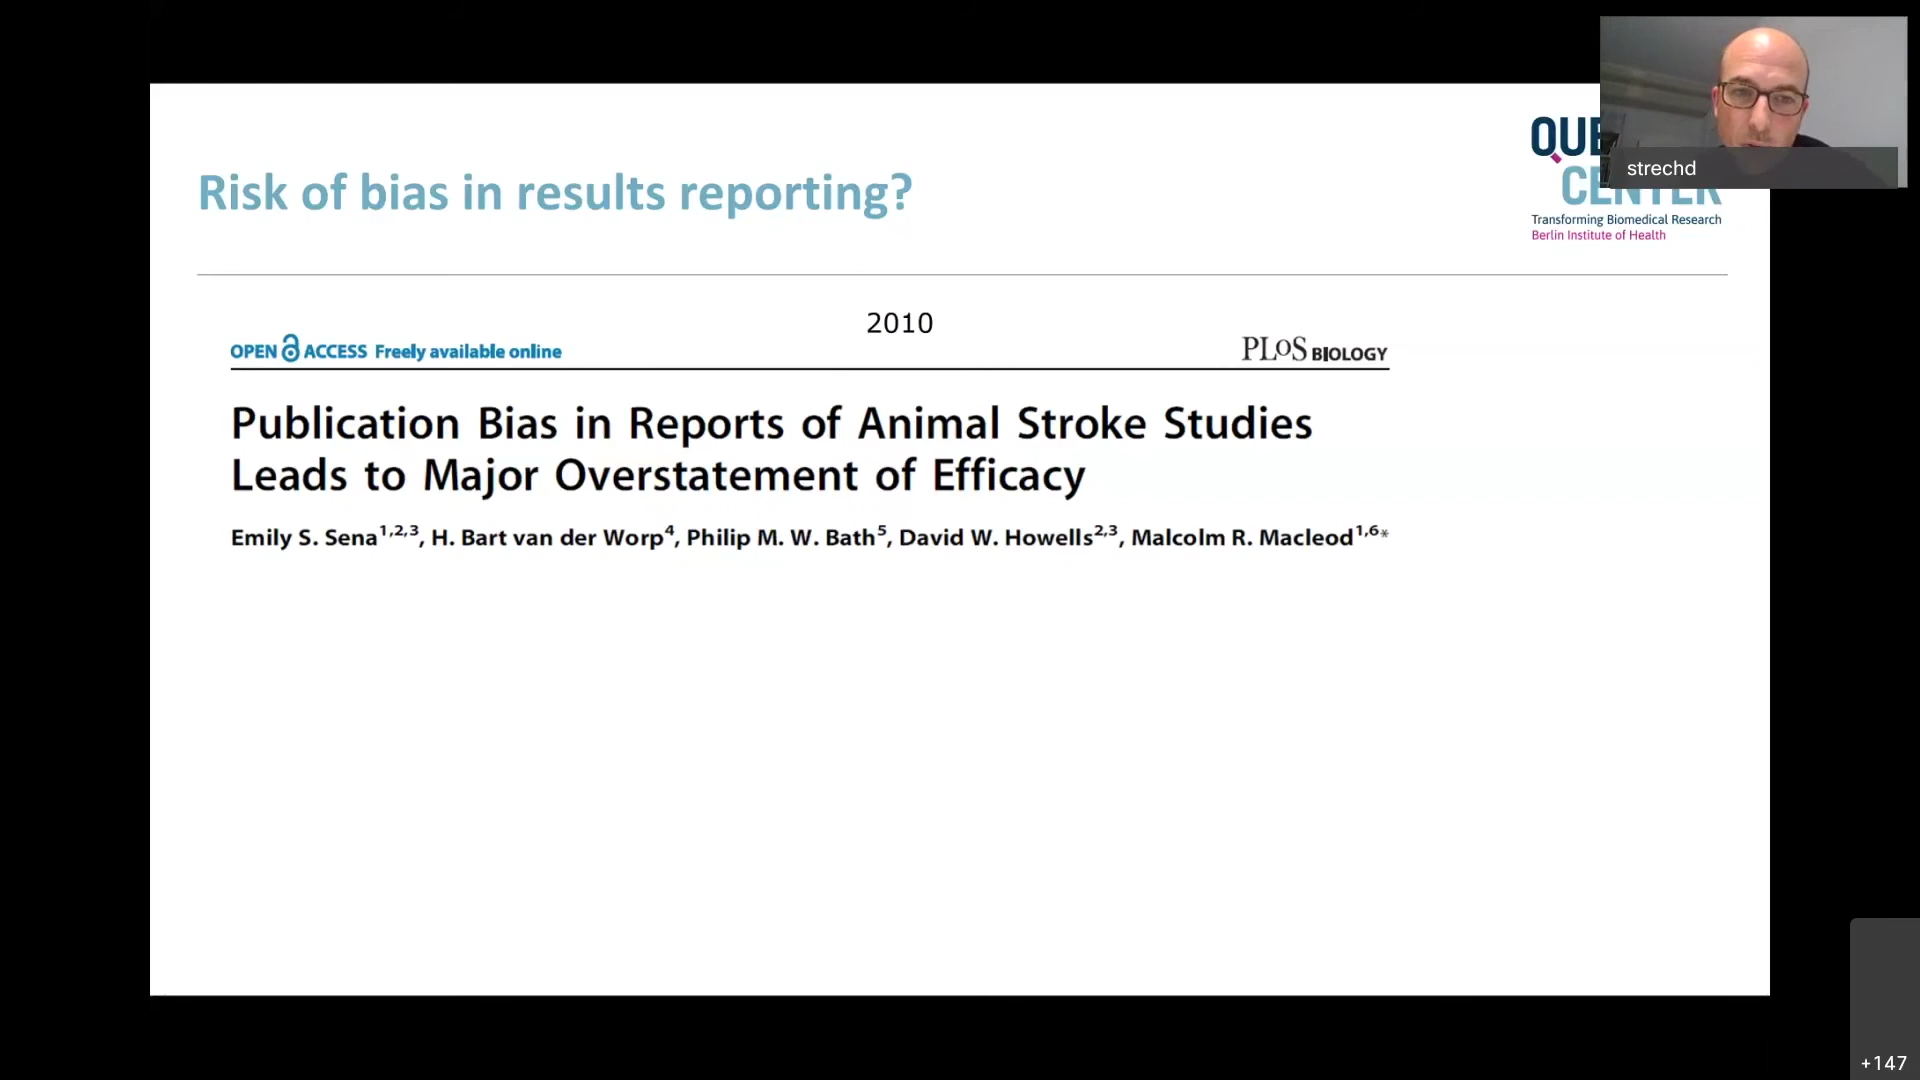 strechd
QUE
CENTER
Transforming Biomedical Research
Berlin Institute of Health
Risk of bias in results reporting?
2010
OPEN ACCESS Freely available online
PLoS BIOLOGY
Publication Bias in Reports of Animal Stroke Studies
Leads to Major Overstatement of Efficacy
Emily S. Sena1,2,3, H. Bart van der Worp4, Philip M. W. Bath5, David W. Howells2,3, Malcolm R. Macleod1,6*
+147